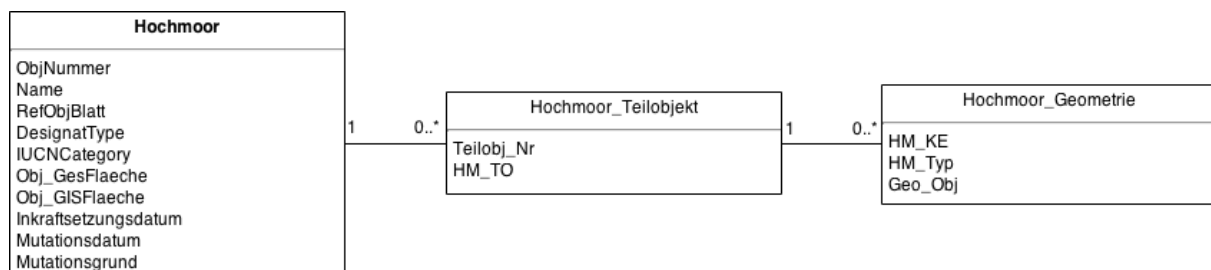 Hochmoor
ObjNummer
Name
RefObjBlatt
DesignatType
IUCNCategory
Obj_GesFlaeche
Obj_GISFlaeche
Inkraftsetzungsdatum
Mutationsdatum
Mutationsgrund
1
0..*
Hochmoor_Teilobjekt
Teilobj_Nr
HM_TO
1
0..*
Hochmoor_Geometrie
HM_KE
HM_Typ
Geo_Obj